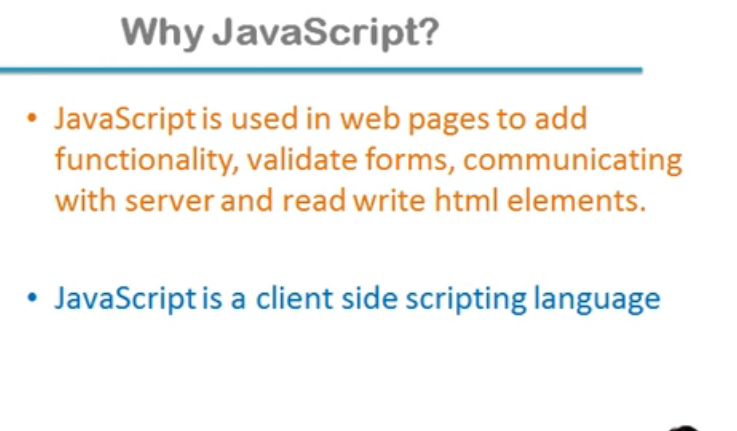 Why JavaScript?
• JavaScript is used in web pages to add
functionality, validate forms, communicating
with server and read write html elements.
• JavaScript is a client side scripting language